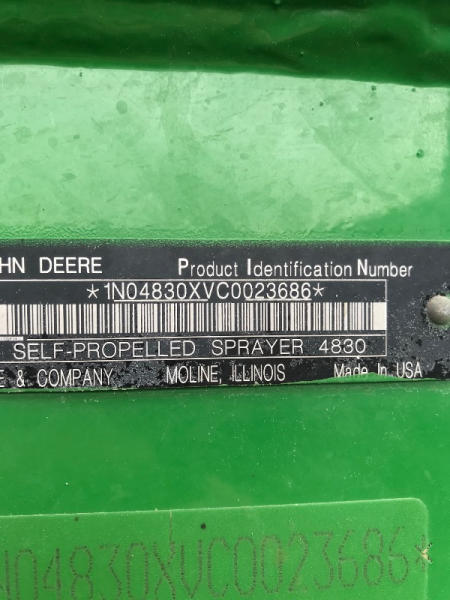 HN DEERE Product Identification Number
*1N04830XVC0023686*
SELF-PROPELLED SPRAYER 4830
E & COMPANY MOLINE, ILLINOIS Made In USA
N04830XVC0023686*